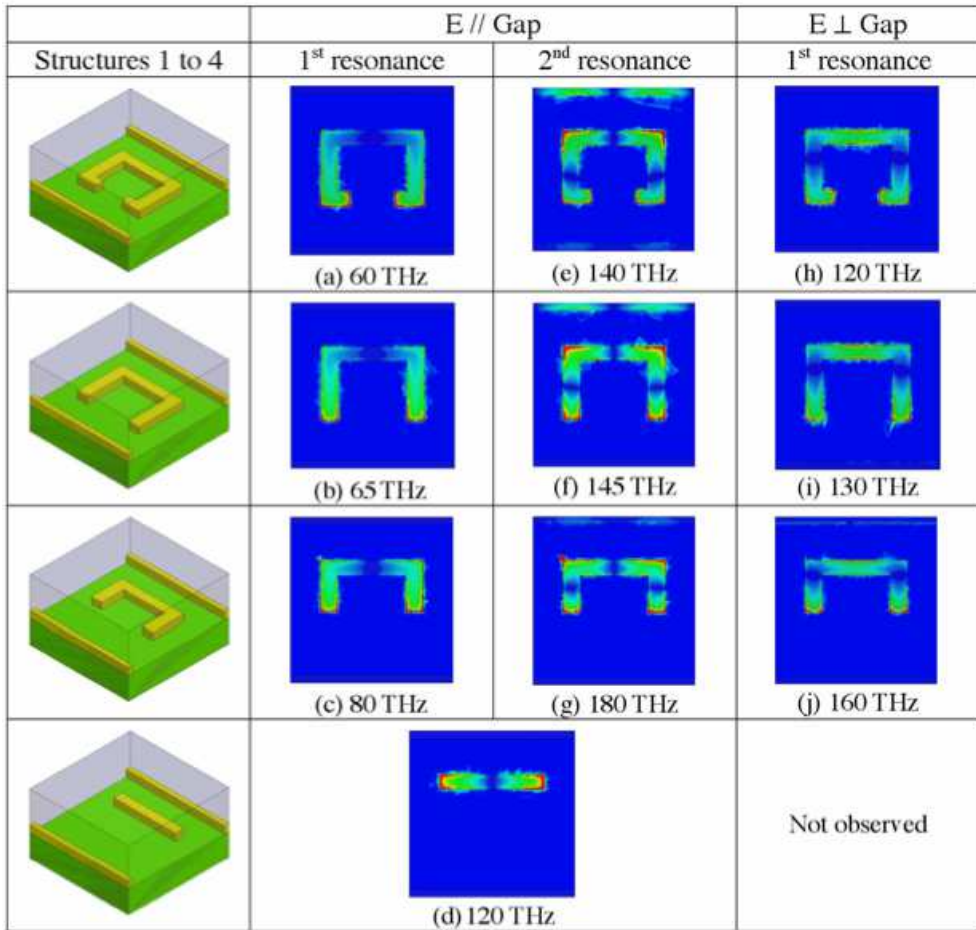 E // Gap E ⊥ Gap
Structures 1 to 4 1st resonance 2nd resonance 1st resonance
(a) 60 THz (e) 140 THz (h) 120 THz
(b) 65 THz (f) 145 THz (i) 130 THz
(c) 80 THz (g) 180 THz (j) 160 THz
Not observed
(d) 120 THz